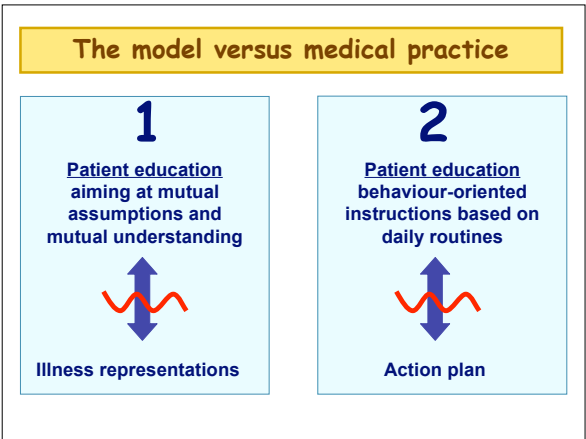 The model versus medical practice
1
Patient education
aiming at mutual
assumptions and
mutual understanding
Illness representations
2
Patient education
behaviour-oriented
instructions based on
daily routines
Action plan